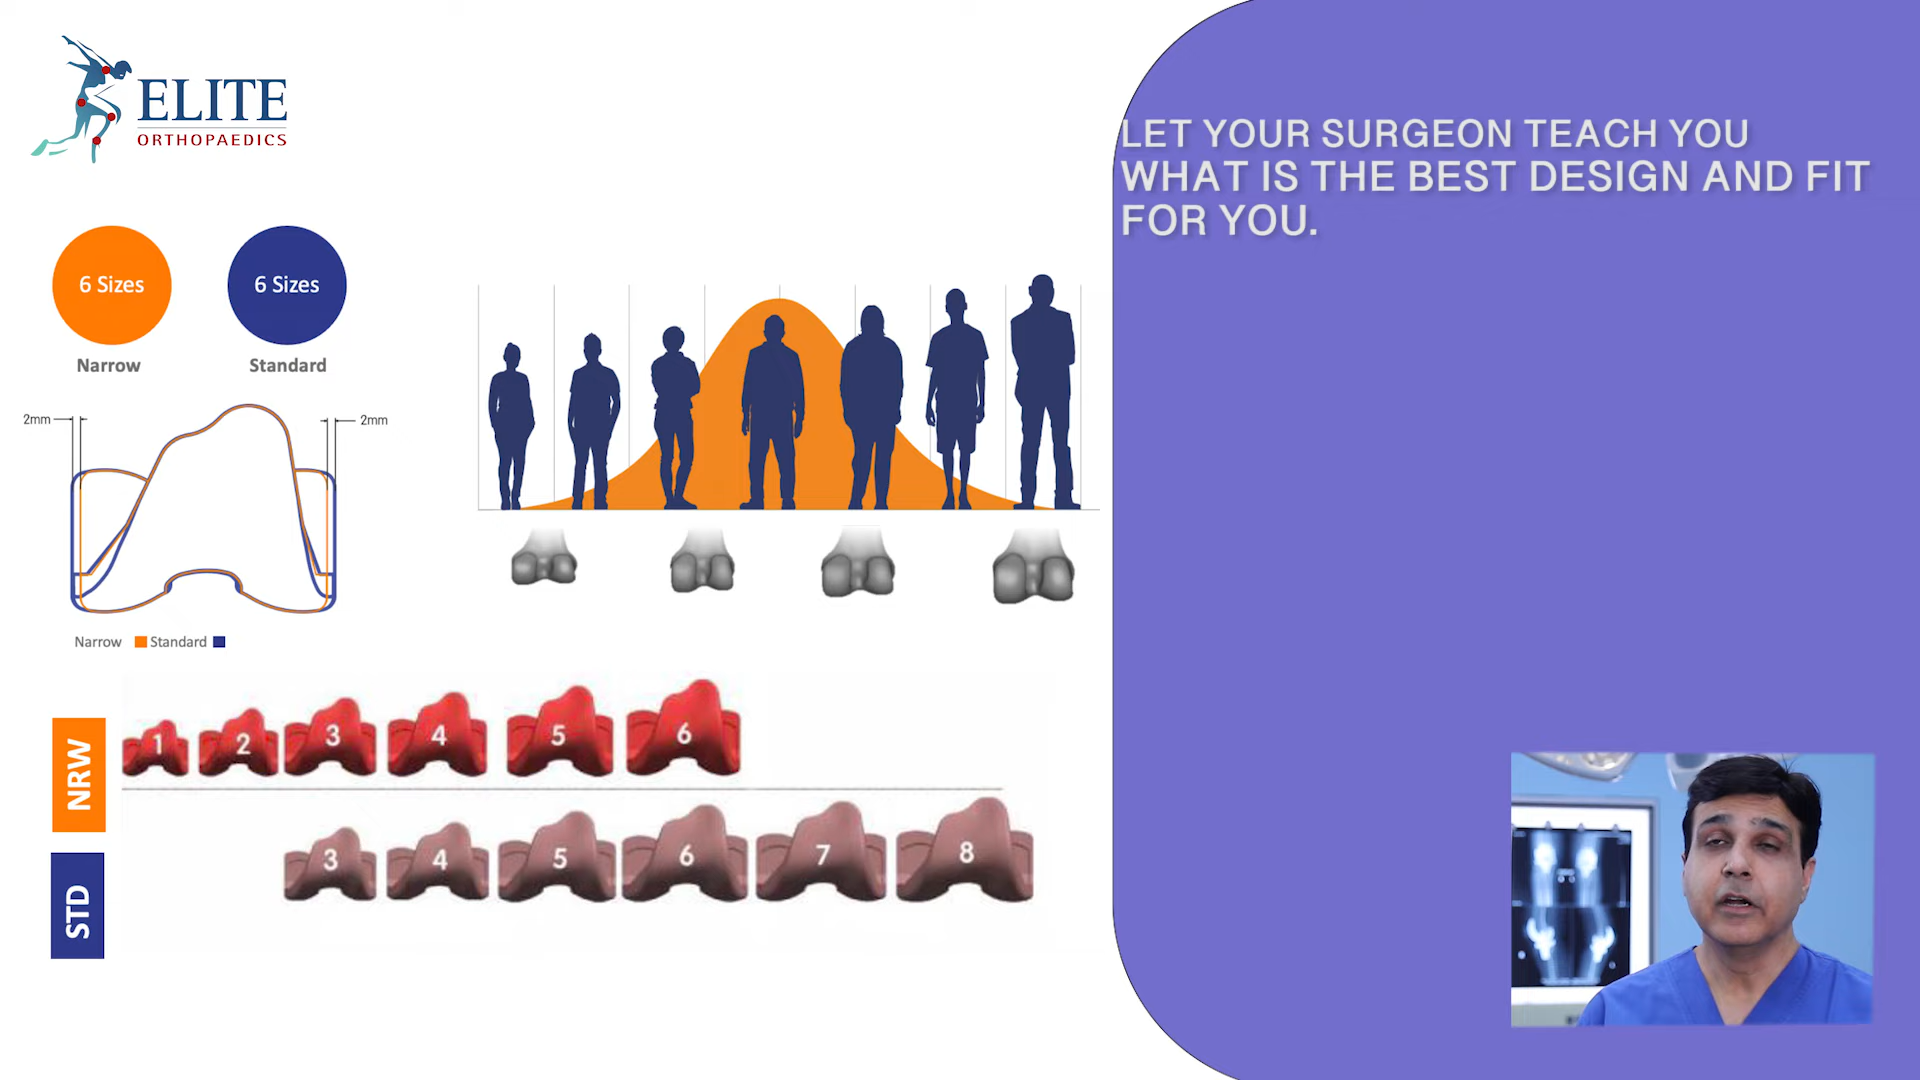 ELITE
ORTHOPAEDICS
LET YOUR SURGEON TEACH YOU
WHAT IS THE BEST DESIGN AND FIT
FOR YOU.
6 Sizes
6 Sizes
Narrow
Standard
2mm
2mm
Narrow
Standard
NRW
1
2
3
4
5
6
STD
3
4
5
6
7
8